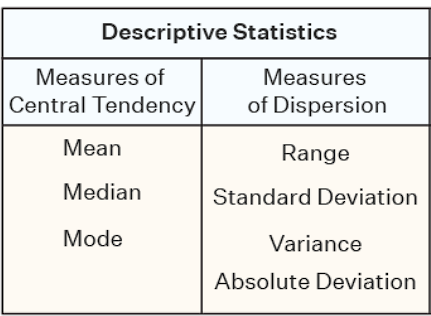 Descriptive Statistics
Measures of
Central Tendency
Measures
of Dispersion
Mean
Median
Mode
Range
Standard Deviation
Variance
Absolute Deviation